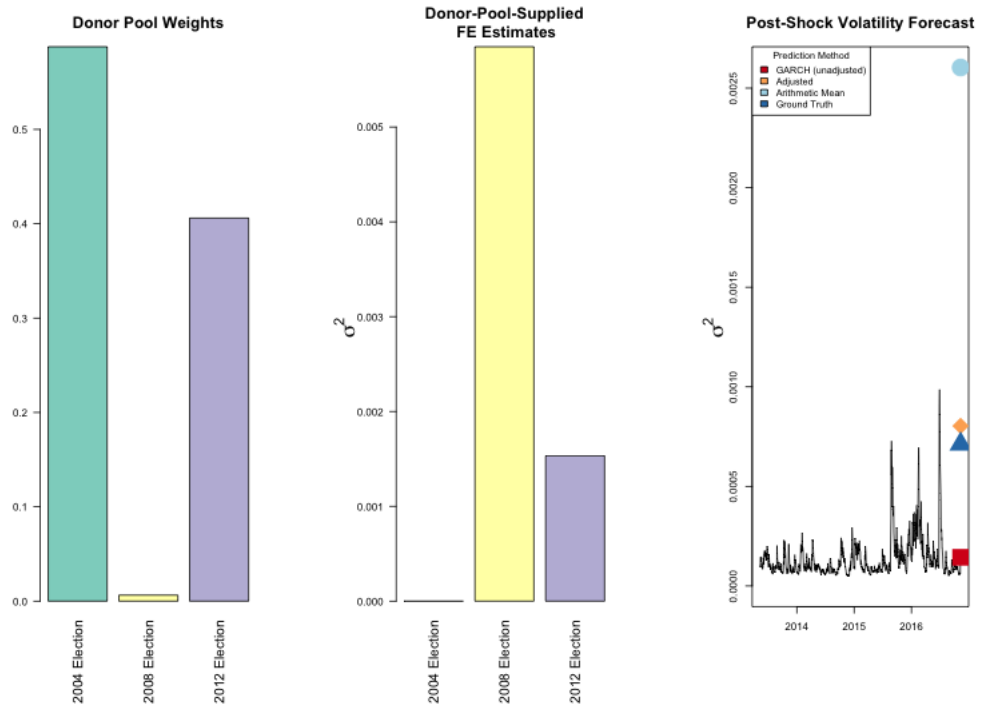 Donor Pool Weights
0.5
0.4
0.3
0.2
0.1
0.0
2004 Election
2008 Election
2012 Election
Donor-Pool-Supplied
FE Estimates
σ²
0.005
0.004
0.003
0.002
0.001
0.000
2004 Election
2008 Election
2012 Election
Post-Shock Volatility Forecast
Prediction Method
GARCH (unadjusted)
Adjusted
Arithmetic Mean
Ground Truth
σ²
0.0025
0.0020
0.0015
0.0010
0.0005
0.0000
2014
2015
2016